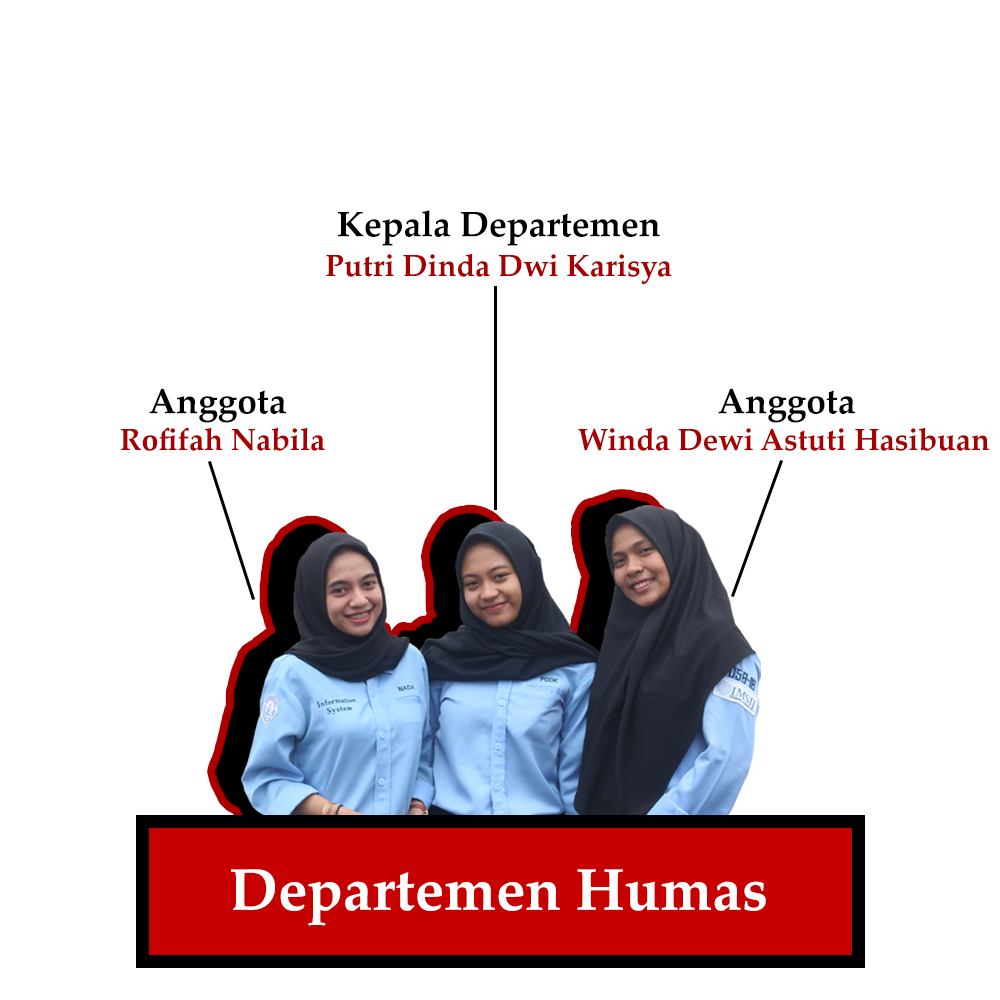 Kepala Departemen
Putri Dinda Dwi Karisya
Anggota
Rofifah Nabila
Anggota
Winda Dewi Astuti Hasibuan
NADA
Information
System
PDDK
Departemen Humas